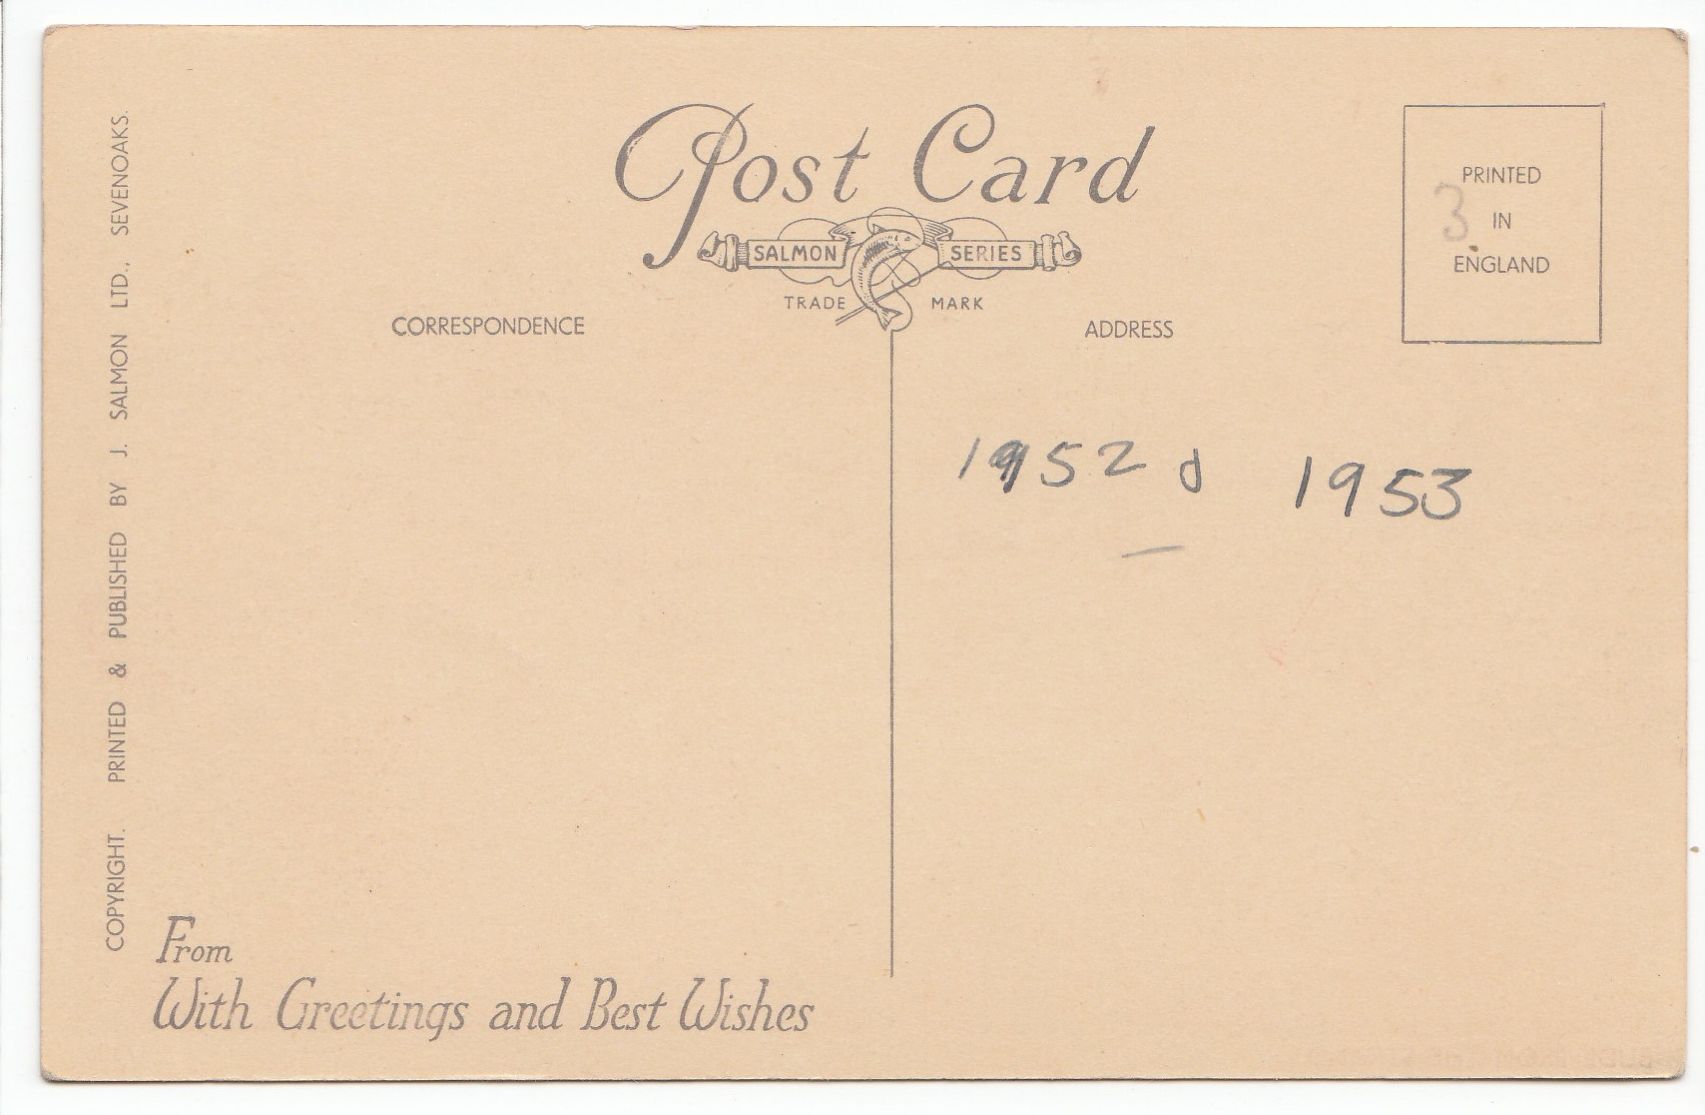 Post Card
SALMON SERIES
TRADE MARK
CORRESPONDENCE
ADDRESS
PRINTED
3 IN
ENGLAND
1952 1953
COPYRIGHT. PRINTED & PUBLISHED BY J. SALMON LTD., SEVENOAKS.
From
With Greetings and Best Wishes